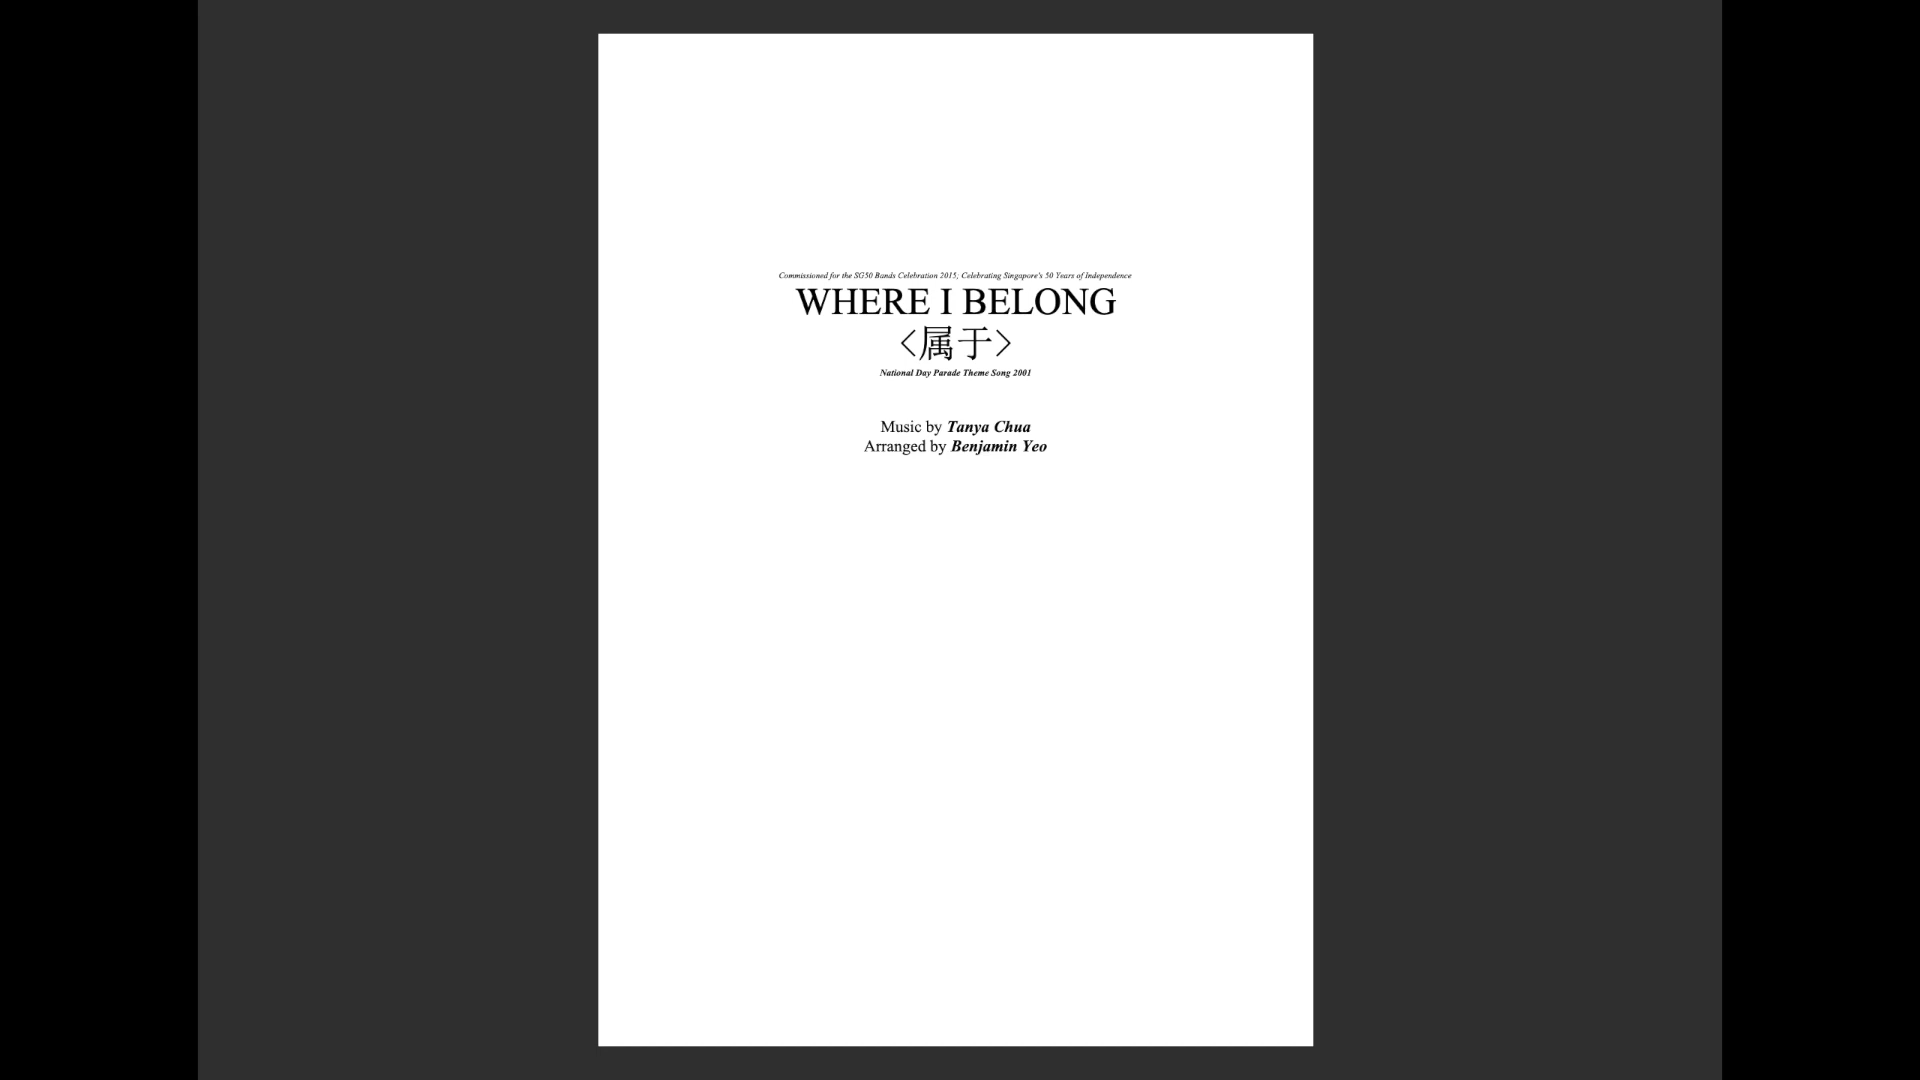 Commissioned for the SG50 Bands Celebration 2015; Celebrating Singapore's 50 Years of Independence
WHERE I BELONG
<属于>
National Day Parade Theme Song 2001
Music by Tanya Chua
Arranged by Benjamin Yeo